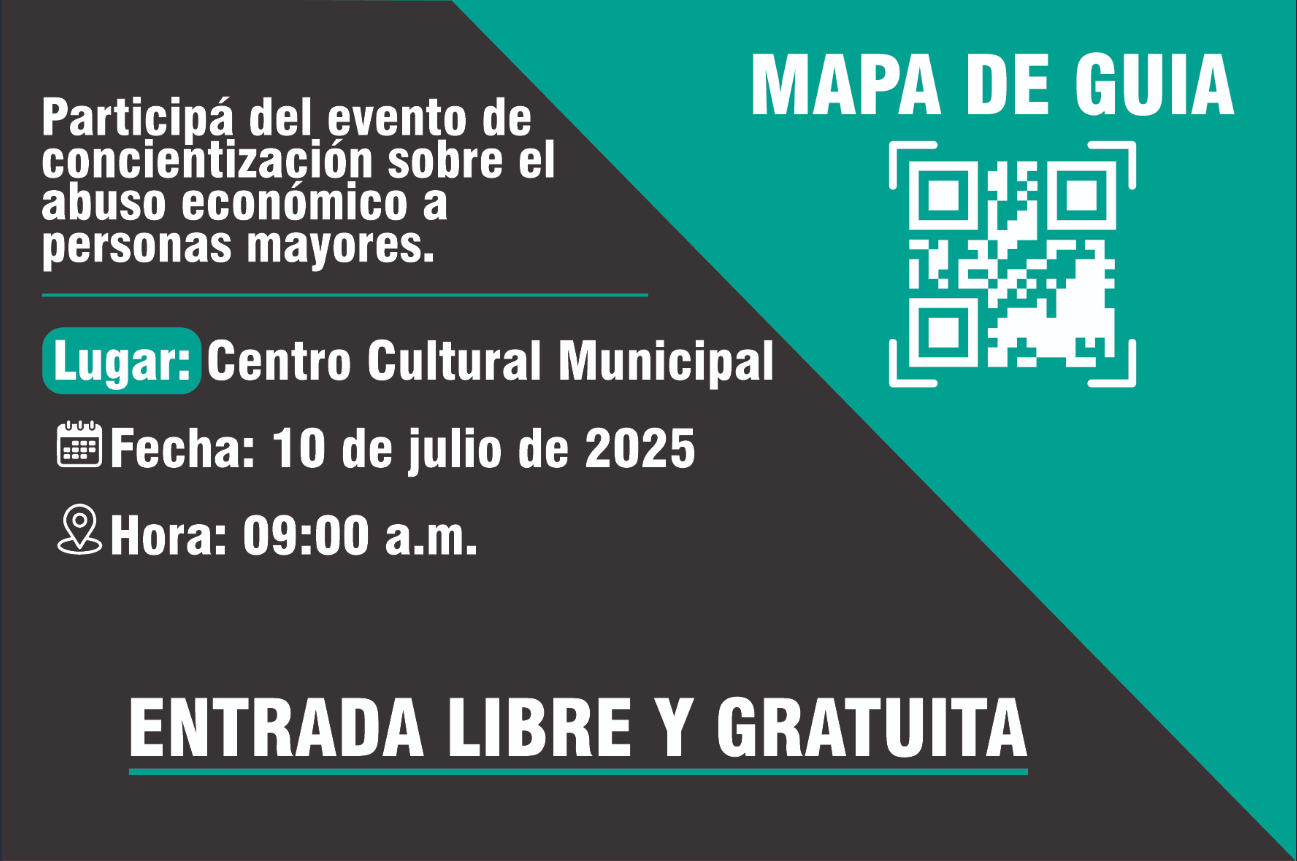 Participá del evento de
concientización sobre el
abuso económico a
personas mayores.
Lugar: Centro Cultural Municipal
Fecha: 10 de julio de 2025
Hora: 09:00 a.m.
ENTRADA LIBRE Y GRATUITA
MAPA DE GUIA